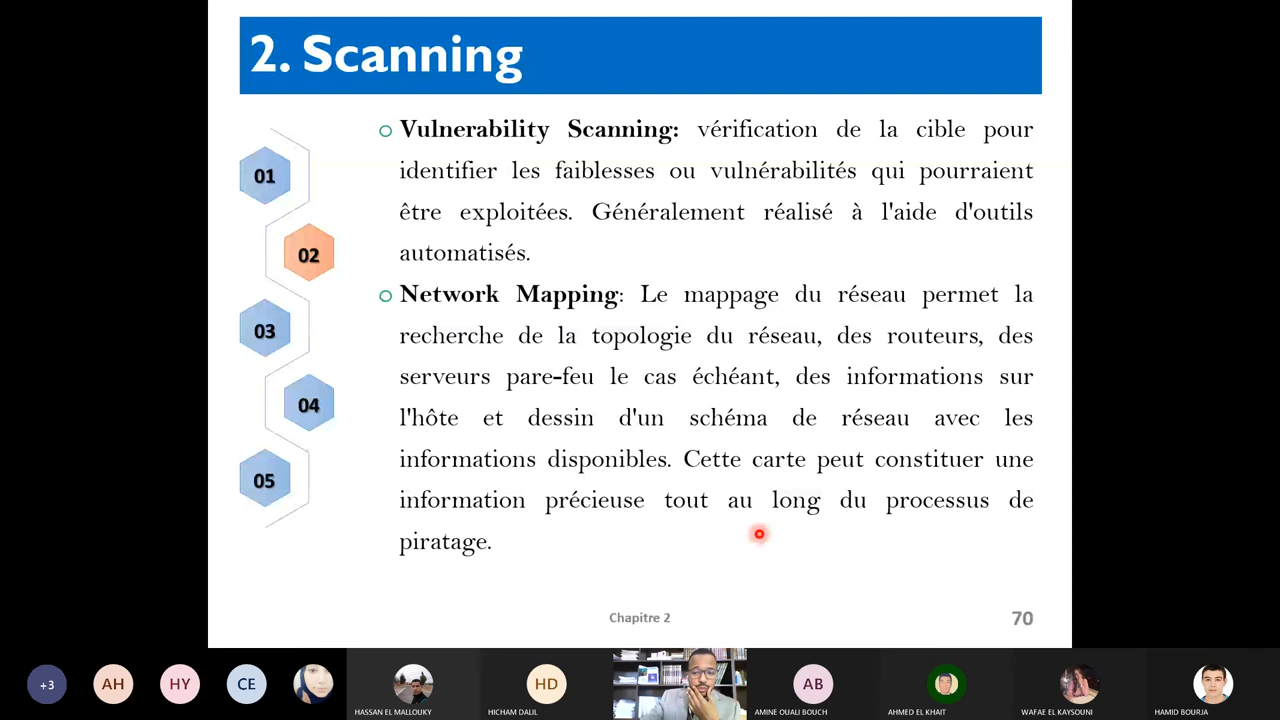 2. Scanning
01
02
03
04
05
Vulnerability Scanning: vérification de la cible pour
identifier les faiblesses ou vulnérabilités qui pourraient
être exploitées. Généralement réalisé à l'aide d'outils
automatisés.
Network Mapping: Le mappage du réseau permet la
recherche de la topologie du réseau, des routeurs, des
serveurs pare-feu le cas échéant, des informations sur
l'hôte et dessin d'un schéma de réseau avec les
informations disponibles. Cette carte peut constituer une
information précieuse tout au long du processus de
piratage.
Chapitre 2
70
+3
AH
HY
CE
HASSAN EL MALLOUKY
HD
HICHAM DALIL
AB
AMINE OUALI BOUCH
AHMED EL KHAIT
WAFAE EL KAYSOUNI
HAMID BOURJA